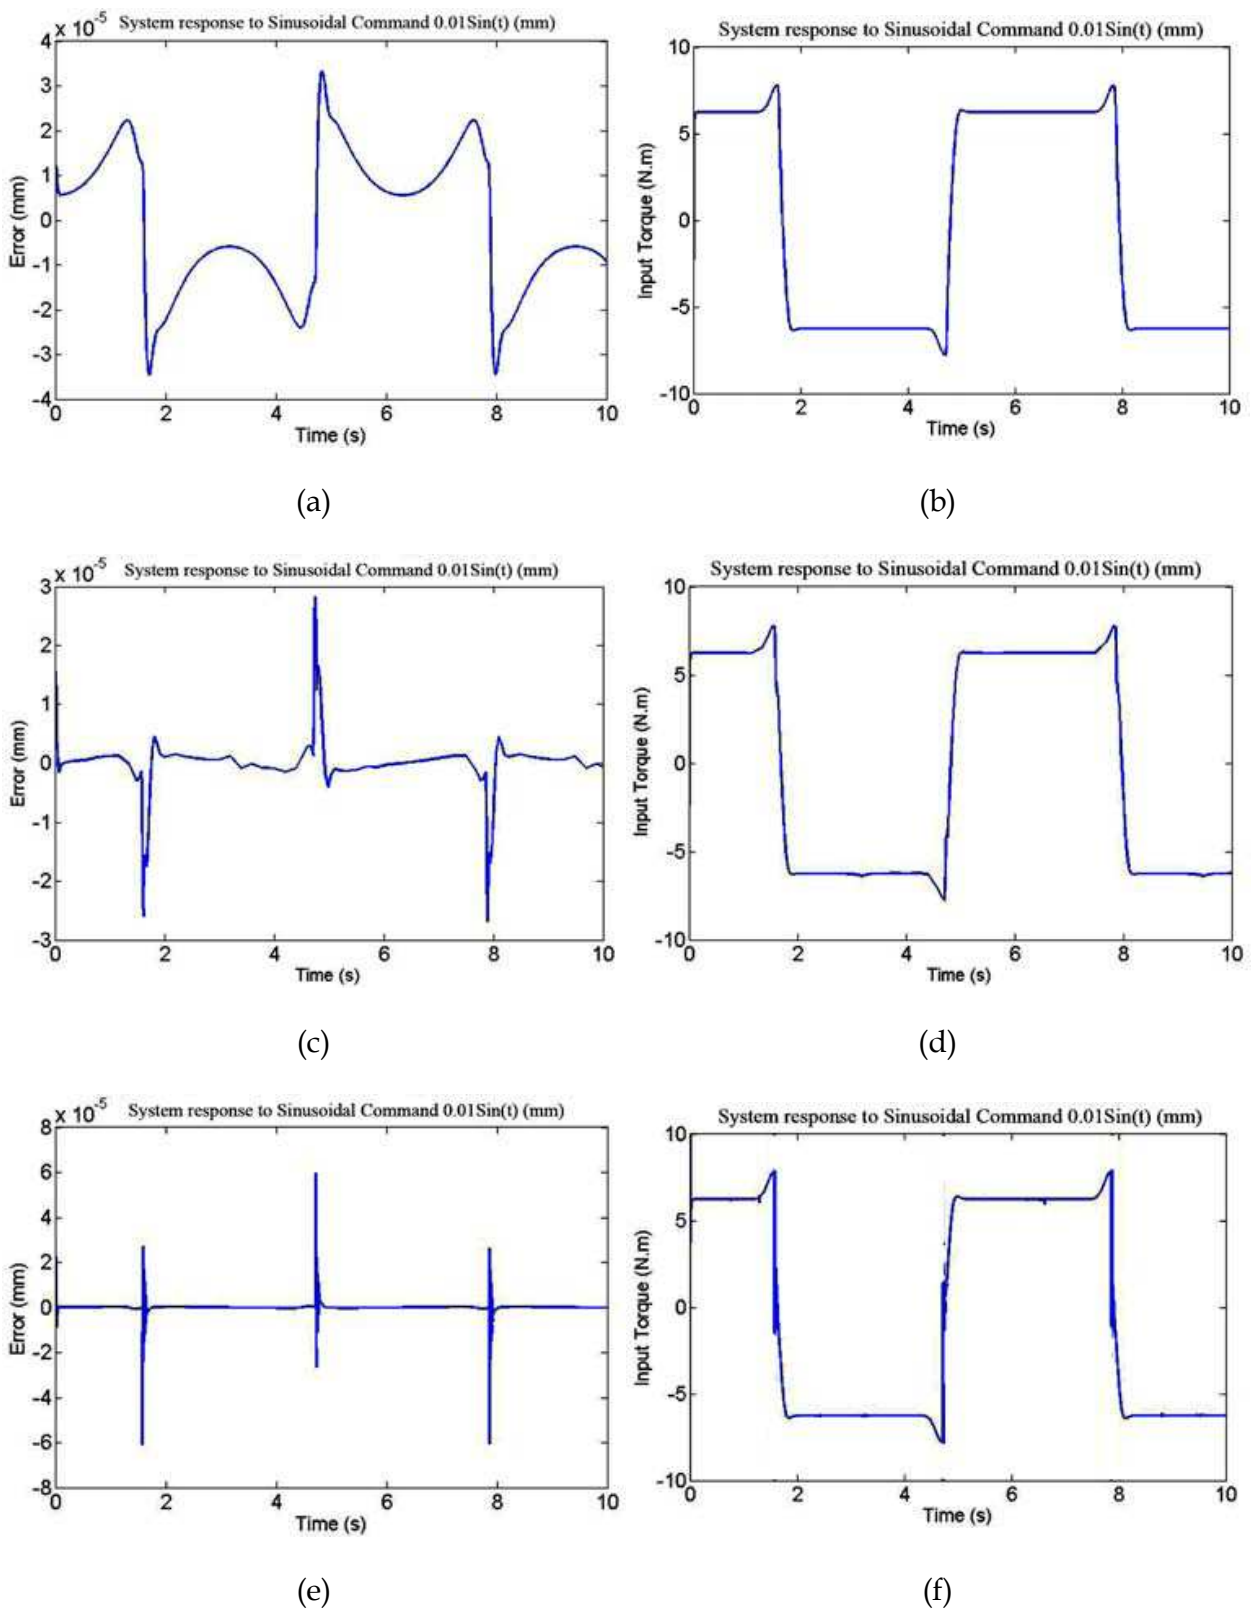 x 10-5 System response to Sinusoidal Command 0.01Sin(t) (mm)
4
3
2
1
0
-1
-2
-3
-4
Error (mm)
0 2 4 6 8 10
Time (s)
(a)
System response to Sinusoidal Command 0.01Sin(t) (mm)
10
5
0
-5
-10
Input Torque (N.m)
0 2 4 6 8 10
Time (s)
(b)
x 10-5 System response to Sinusoidal Command 0.01Sin(t) (mm)
3
2
1
0
-1
-2
-3
Error (mm)
0 2 4 6 8 10
Time (s)
(c)
System response to Sinusoidal Command 0.01Sin(t) (mm)
10
5
0
-5
-10
Input Torque (N.m)
0 2 4 6 8 10
Time (s)
(d)
x 10-5 System response to Sinusoidal Command 0.01Sin(t) (mm)
8
6
4
2
0
-2
-4
-6
-8
Error (mm)
0 2 4 6 8 10
Time (s)
(e)
System response to Sinusoidal Command 0.01Sin(t) (mm)
10
5
0
-5
-10
Input Torque (N.m)
0 2 4 6 8 10
Time (s)
(f)